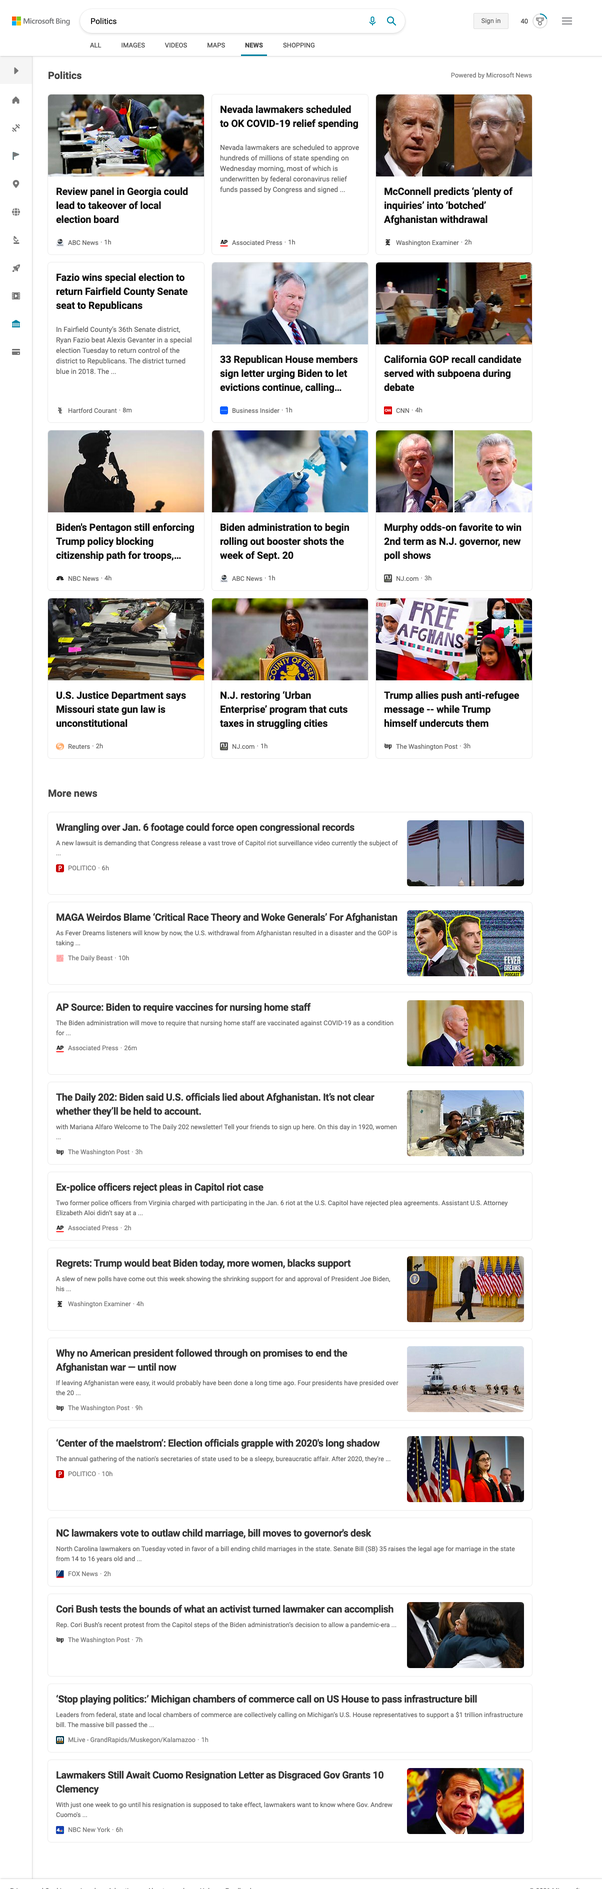 Microsoft Bing
Politics
Sign in
40
ALL
IMAGES
VIDEOS
MAPS
NEWS
SHOPPING
Politics
Powered by Microsoft News
Review panel in Georgia could
lead to takeover of local
election board
ABC News · 1h
Nevada lawmakers scheduled
to OK COVID-19 relief spending
Nevada lawmakers are scheduled to approve
hundreds of millions of state spending on
Wednesday morning, most of which is
underwritten by federal coronavirus relief
funds passed by Congress and signed ...
AP Associated Press · 1h
McConnell predicts ‘plenty of
inquiries’ into ‘botched’
Afghanistan withdrawal
Washington Examiner · 2h
Fazio wins special election to
return Fairfield County Senate
seat to Republicans
In Fairfield County's 36th Senate district,
Ryan Fazio beat Alexis Gevanter in a special
election Tuesday to return control of the
district to Republicans. The district turned
blue in 2018. The ...
Hartford Courant · 8m
33 Republican House members
sign letter urging Biden to let
evictions continue, calling...
Business Insider · 1h
California GOP recall candidate
served with subpoena during
debate
CNN · 4h
Biden's Pentagon still enforcing
Trump policy blocking
citizenship path for troops,...
NBC News · 4h
Biden administration to begin
rolling out booster shots the
week of Sept. 20
ABC News · 1h
Murphy odds-on favorite to win
2nd term as N.J. governor, new
poll shows
NJ.com · 3h
COUNTY OF ESSEX
FREE
AFGHANS
U.S. Justice Department says
Missouri state gun law is
unconstitutional
Reuters · 2h
N.J. restoring ‘Urban
Enterprise’ program that cuts
taxes in struggling cities
NJ.com · 1h
Trump allies push anti-refugee
message -- while Trump
himself undercuts them
wp The Washington Post · 3h
More news
Wrangling over Jan. 6 footage could force open congressional records
A new lawsuit is demanding that Congress release a vast trove of Capitol riot surveillance video currently the subject of
...
POLITICO · 6h
MAGA Weirdos Blame ‘Critical Race Theory and Woke Generals’ For Afghanistan
As Fever Dreams listeners will know by now, the U.S. withdrawal from Afghanistan resulted in a disaster and the GOP is
taking ...
The Daily Beast · 10h
FEVER
DREAMS
PODCAST
AP Source: Biden to require vaccines for nursing home staff
The Biden administration will move to require that nursing home staff are vaccinated against COVID-19 as a condition
for ...
AP Associated Press · 26m
The Daily 202: Biden said U.S. officials lied about Afghanistan. It’s not clear
whether they’ll be held to account.
with Mariana Alfaro Welcome to The Daily 202 newsletter! Tell your friends to sign up here. On this day in 1920, women
...
wp The Washington Post · 3h
Ex-police officers reject pleas in Capitol riot case
Two former police officers from Virginia charged with participating in the Jan. 6 riot at the U.S. Capitol have rejected plea agreements. Assistant U.S. Attorney
Elizabeth Aloi didn't say at a ...
AP Associated Press · 2h
Regrets: Trump would beat Biden today, more women, blacks support
A slew of new polls have come out this week showing the shrinking support for and approval of President Joe Biden,
his ...
Washington Examiner · 4h
Why no American president followed through on promises to end the
Afghanistan war — until now
If leaving Afghanistan were easy, it would probably have been done a long time ago. Four presidents have presided over
the 20 ...
wp The Washington Post · 9h
‘Center of the maelstrom’: Election officials grapple with 2020's long shadow
The annual gathering of the nation's secretaries of state used to be a sleepy, bureaucratic affair. After 2020, they're ...
POLITICO · 10h
NC lawmakers vote to outlaw child marriage, bill moves to governor's desk
North Carolina lawmakers on Tuesday voted in favor of a bill ending child marriages in the state. Senate Bill (SB) 35 raises the legal age for marriage in the state
from 14 to 16 years old and ...
FOX News · 2h
Cori Bush tests the bounds of what an activist turned lawmaker can accomplish
Rep. Cori Bush's recent protest from the Capitol steps of the Biden administration's decision to allow a pandemic-era ...
wp The Washington Post · 7h
‘Stop playing politics:’ Michigan chambers of commerce call on US House to pass infrastructure bill
Leaders from federal, state and local chambers of commerce are collectively calling on Michigan's U.S. House representatives to support a $1 trillion infrastructure
bill. The massive bill passed the ...
MLive - GrandRapids/Muskegon/Kalamazoo · 1h
Lawmakers Still Await Cuomo Resignation Letter as Disgraced Gov Grants 10
Clemency
With just one week to go until his resignation is supposed to take effect, lawmakers want to know where Gov. Andrew
Cuomo's ...
NBC New York · 6h